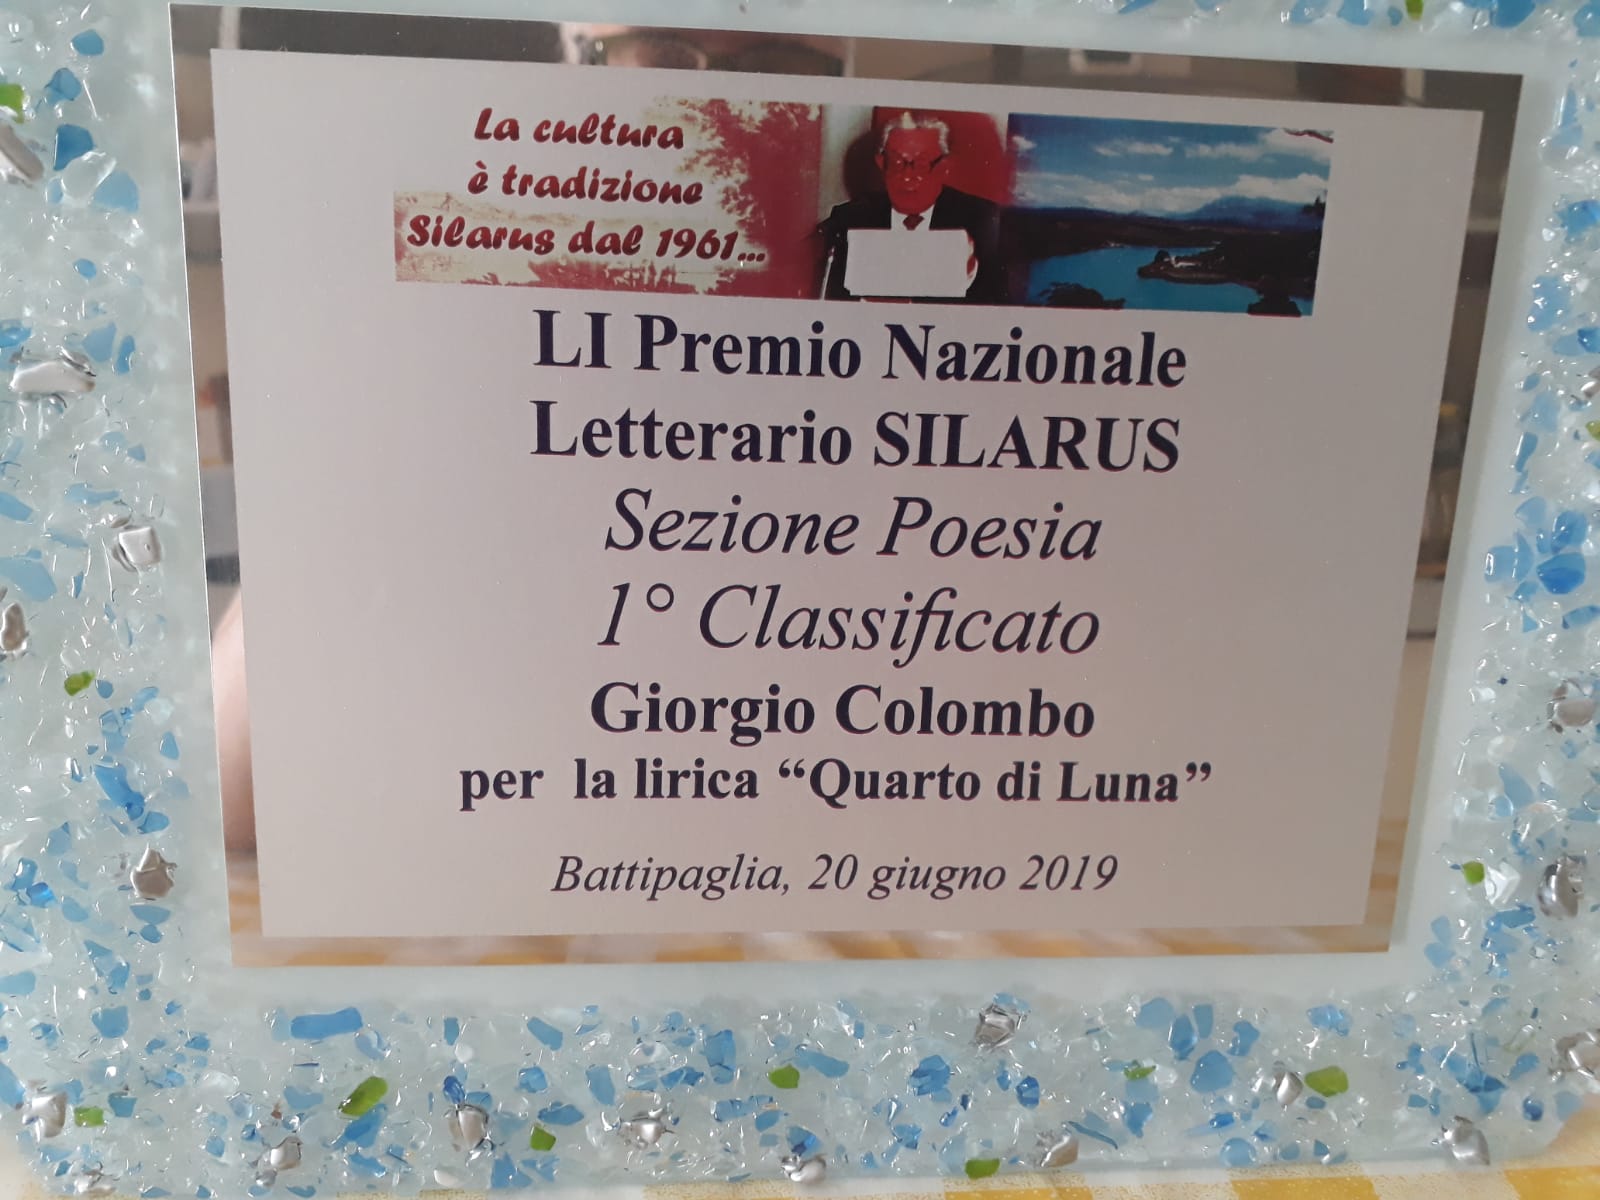 La cultura
è tradizione
Silarus dal 1961...
LI Premio Nazionale
Letterario SILARUS
Sezione Poesia
1° Classificato
Giorgio Colombo
per la lirica “Quarto di Luna”
Battipaglia, 20 giugno 2019